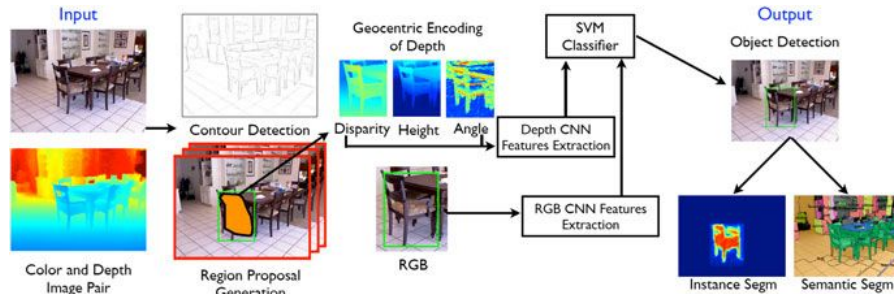 Input
Color and Depth
Image Pair
Contour Detection
Region Proposal
Generation
Geocentric Encoding
of Depth
Disparity
Height
Angle
RGB
Depth CNN
Features Extraction
RGB CNN Features
Extraction
SVM
Classifier
Output
Object Detection
Instance Segm
Semantic Segm